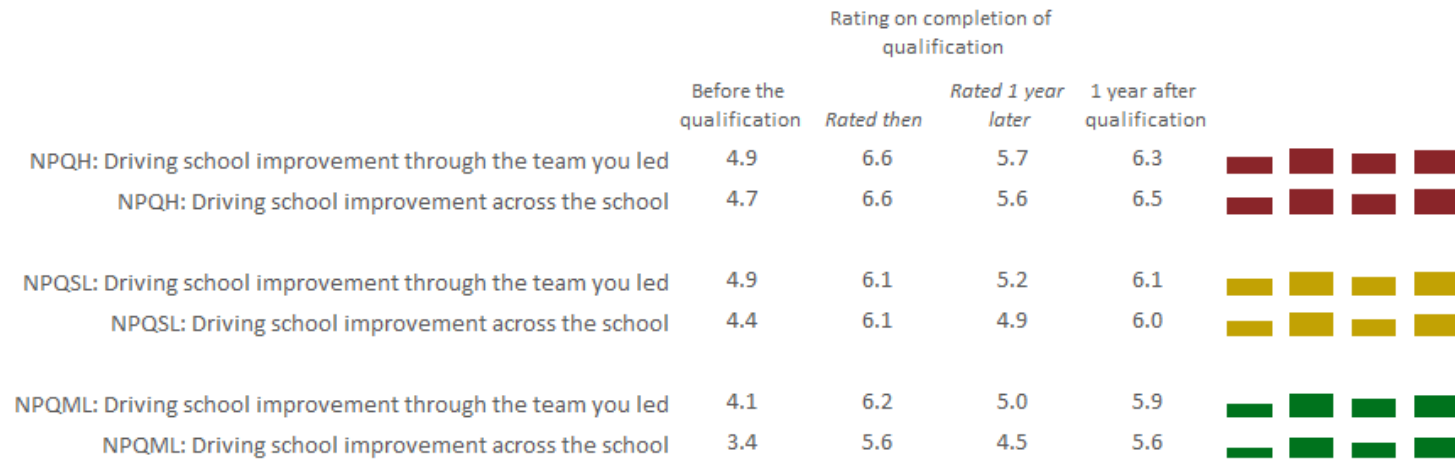 Rating on completion of
qualification
Before the Rated 1 year 1 year after
qualification Rated then later qualification
NPQH: Driving school improvement through the team you led 4.9 6.6 5.7 6.3
NPQH: Driving school improvement across the school 4.7 6.6 5.6 6.5
NPQSL: Driving school improvement through the team you led 4.9 6.1 5.2 6.1
NPQSL: Driving school improvement across the school 4.4 6.1 4.9 6.0
NPQML: Driving school improvement through the team you led 4.1 6.2 5.0 5.9
NPQML: Driving school improvement across the school 3.4 5.6 4.5 5.6